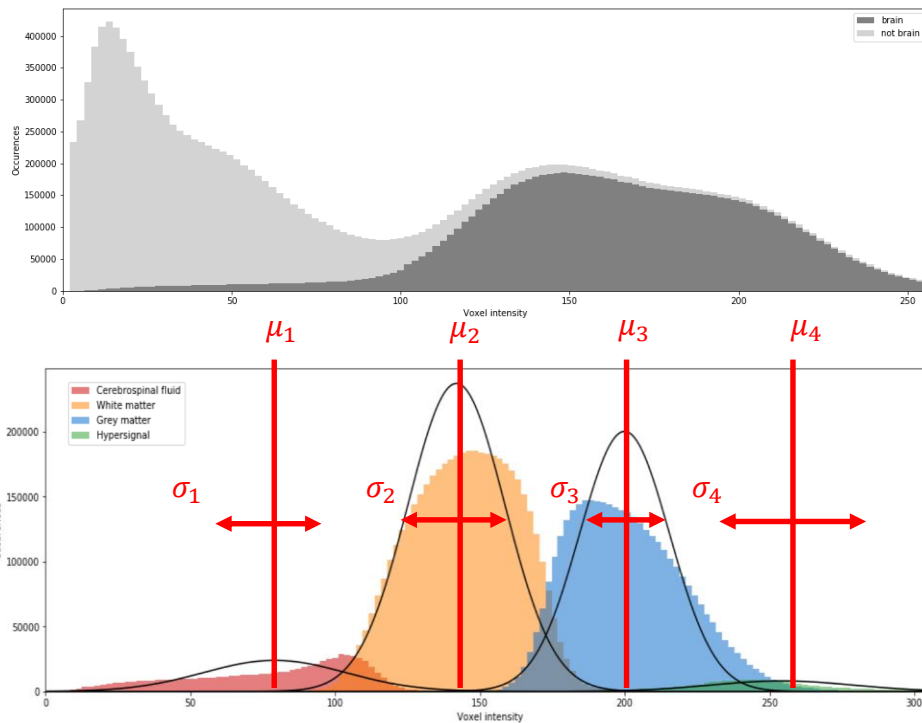 400000
350000
300000
250000
200000
150000
100000
50000
0
Occurences
brain
not brain
0 50 100 150 200 250
Voxel intensity
μ1 μ2 μ3 μ4
Cerebrospinal fluid
White matter
Grey matter
Hypersignal
200000
150000
100000
50000
0
σ1 σ2 σ3 σ4
0 50 100 150 200 250 300
Voxel intensity